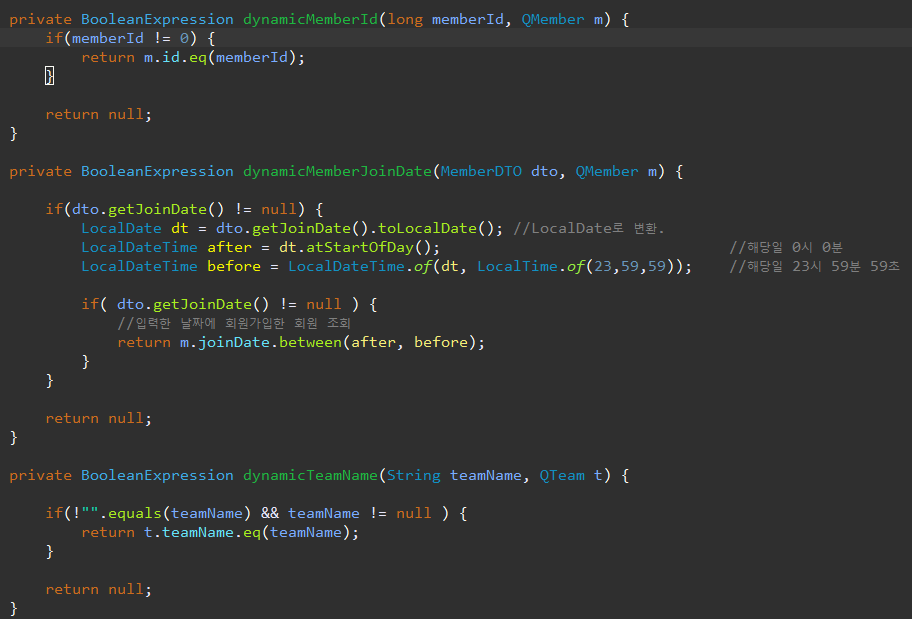 private BooleanExpression dynamicMemberId(long memberId, QMember m) {
if(memberId != 0) {
return m.id.eq(memberId);
}
return null;
}
private BooleanExpression dynamicMemberJoinDate(MemberDTO dto, QMember m) {
if(dto.getJoinDate() != null) {
LocalDate dt = dto.getJoinDate().toLocalDate(); //LocalDate로 변환.
LocalDateTime after = dt.atStartOfDay(); //해당일 0시 0분
LocalDateTime before = LocalDateTime.of(dt, LocalTime.of(23,59,59)); //해당일 23시 59분 59초
if( dto.getJoinDate() != null ) {
//입력한 날짜에 회원가입한 회원 조회
return m.joinDate.between(after, before);
}
}
return null;
}
private BooleanExpression dynamicTeamName(String teamName, QTeam t) {
if(!"".equals(teamName) && teamName != null ) {
return t.teamName.eq(teamName);
}
return null;
}